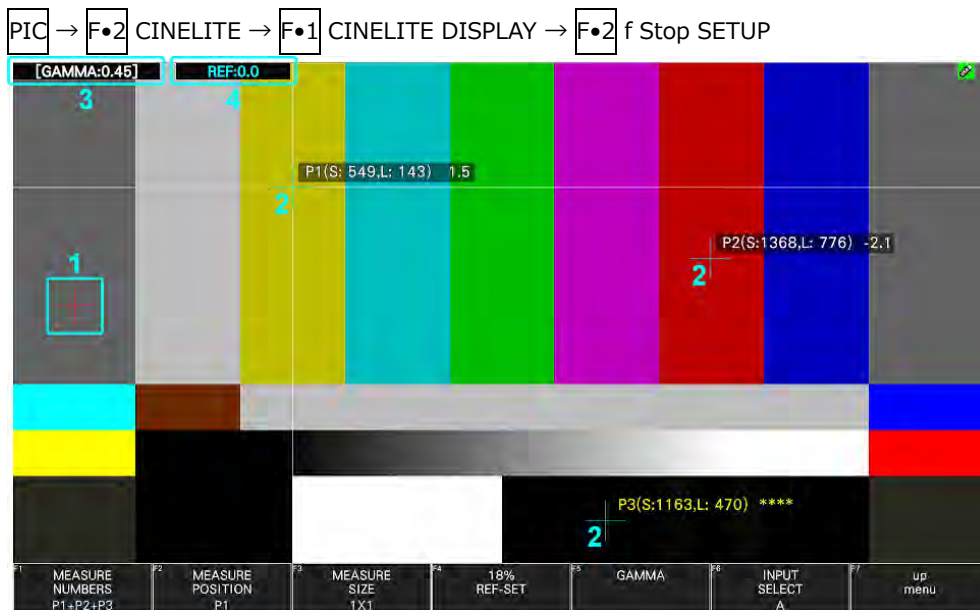 PIC → F•2 CINELITE → F•1 CINELITE DISPLAY → F•2 f Stop SETUP
[GAMMA:0.45] REF:0.0
3 4
P1(S: 549,L: 143) 1.5
2
P2(S:1368,L: 776) -2.1
1 2
P3(S:1163,L: 470) ****
2
F1 MEASURE NUMBERS P1+P2+P3
F2 MEASURE POSITION P1
F3 MEASURE SIZE 1X1
F4 18% REF-SET
F5 GAMMA
F6 INPUT SELECT A
F7 up menu